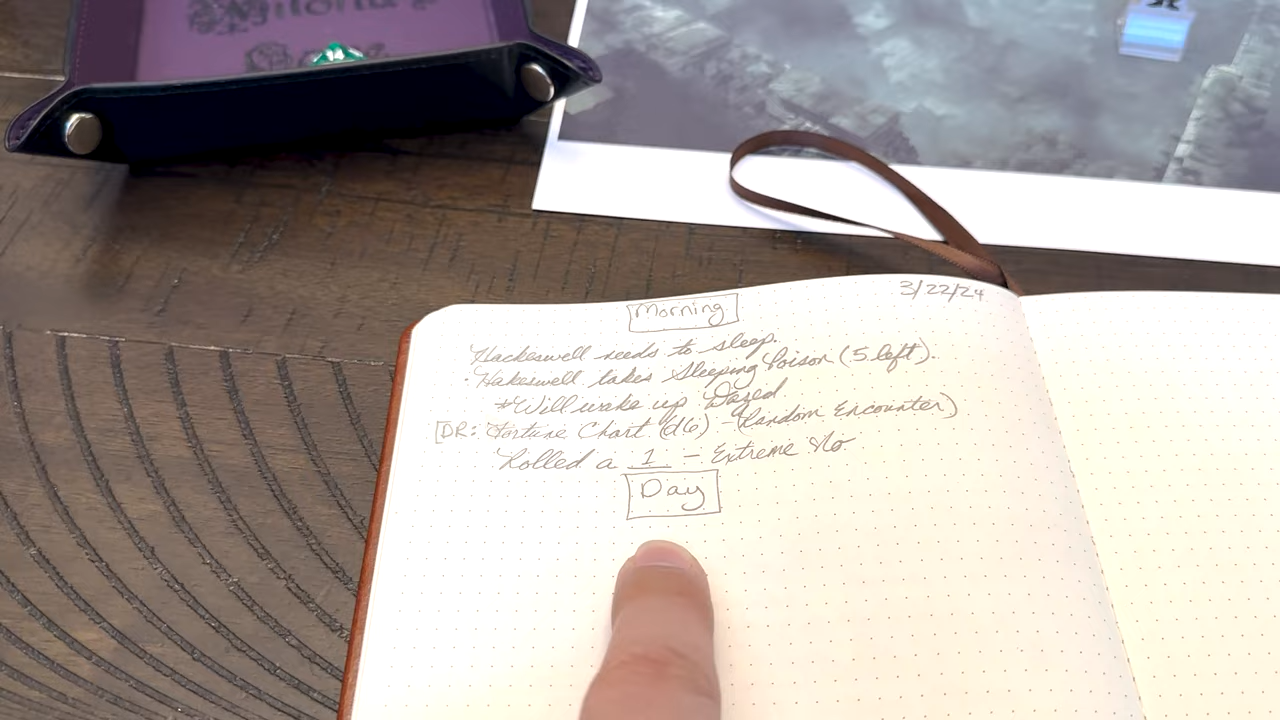 3/22/24
Morning
Hackeswell needs to sleep.
· Hakeswell takes Sleeping Poison (5 left).
*Will wake up Dazed
DR: Fortune Chart (d6) - (Random Encounter)
Rolled a 1 - Extreme No
Day